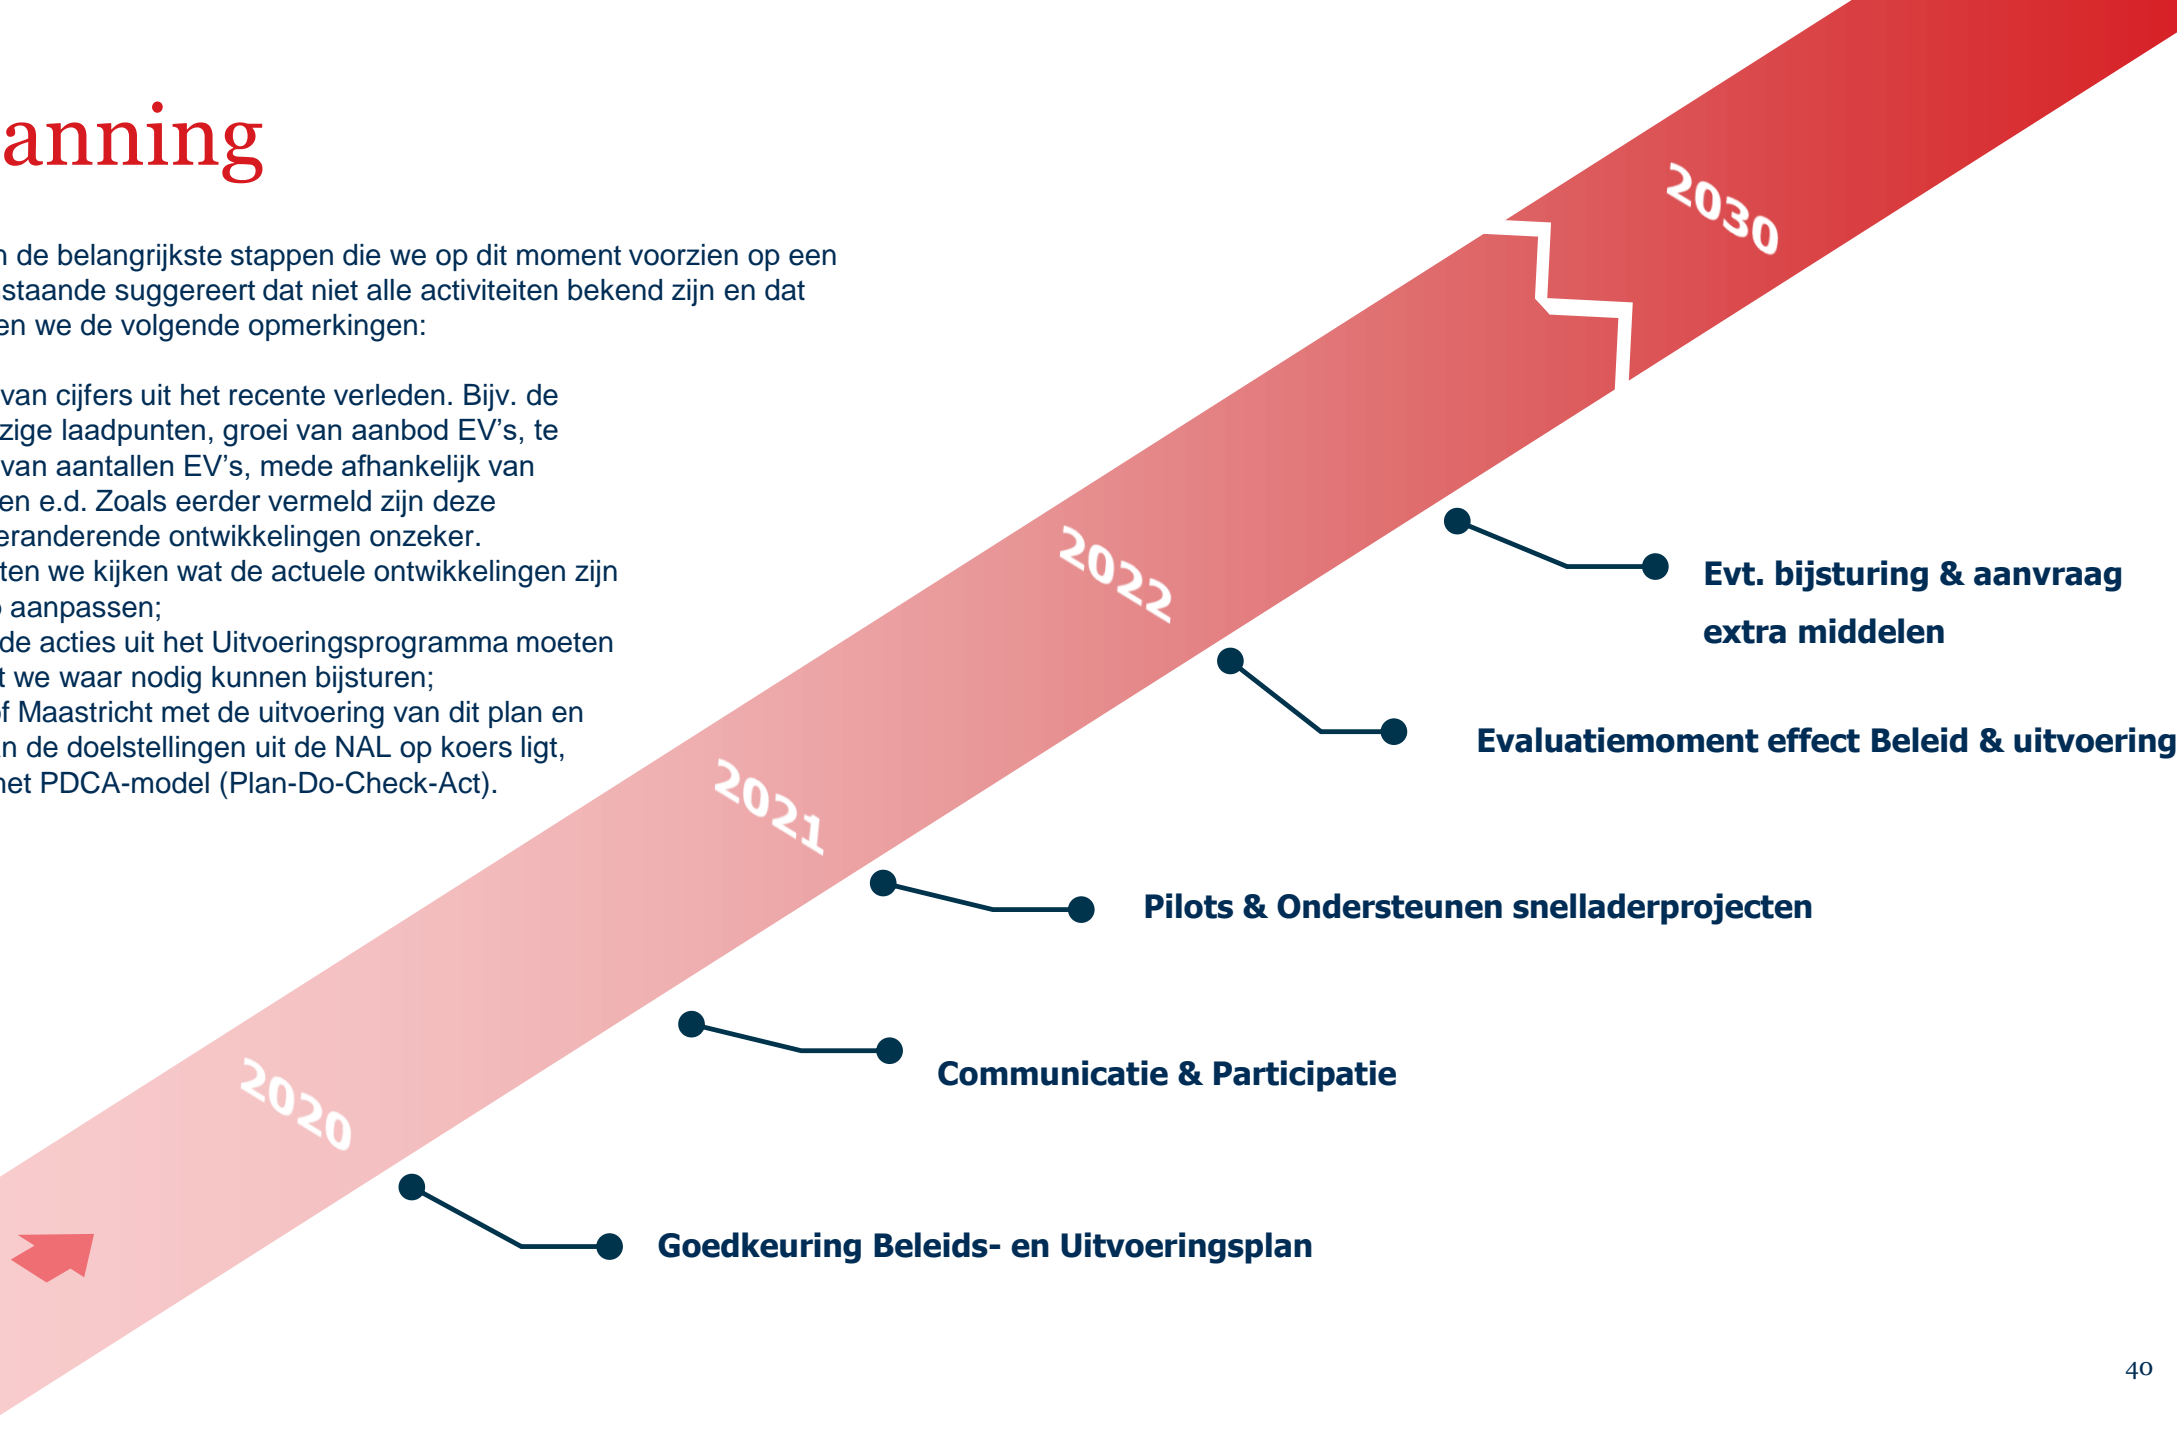 anning
n de belangrijkste stappen die we op dit moment voorzien op een
staande suggereert dat niet alle activiteiten bekend zijn en dat
en we de volgende opmerkingen:
van cijfers uit het recente verleden. Bijv. de
zige laadpunten, groei van aanbod EV’s, te
van aantallen EV’s, mede afhankelijk van
en e.d. Zoals eerder vermeld zijn deze
eranderende ontwikkelingen onzeker.
ten we kijken wat de actuele ontwikkelingen zijn
aanpassen;
de acties uit het Uitvoeringsprogramma moeten
t we waar nodig kunnen bijsturen;
of Maastricht met de uitvoering van dit plan en
n de doelstellingen uit de NAL op koers ligt,
het PDCA-model (Plan-Do-Check-Act).
2030
2022
2021
2020
Evt. bijsturing & aanvraag
extra middelen
Evaluatiemoment effect Beleid & uitvoering
Pilots & Ondersteunen snelladerprojecten
Communicatie & Participatie
Goedkeuring Beleids- en Uitvoeringsplan
40